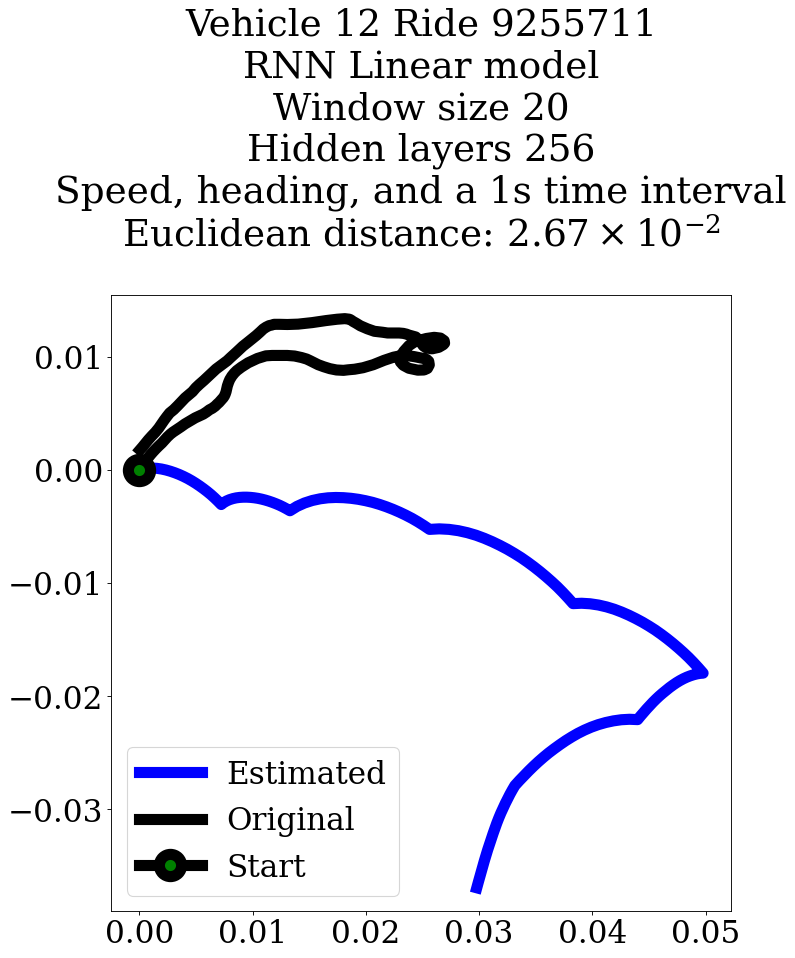 Vehicle 12 Ride 9255711
RNN Linear model
Window size 20
Hidden layers 256
Speed, heading, and a 1s time interval
Euclidean distance: 2.67 × 10⁻²
0.01
0.00
−0.01
−0.02
−0.03
Estimated
Original
Start
0.00 0.01 0.02 0.03 0.04 0.05